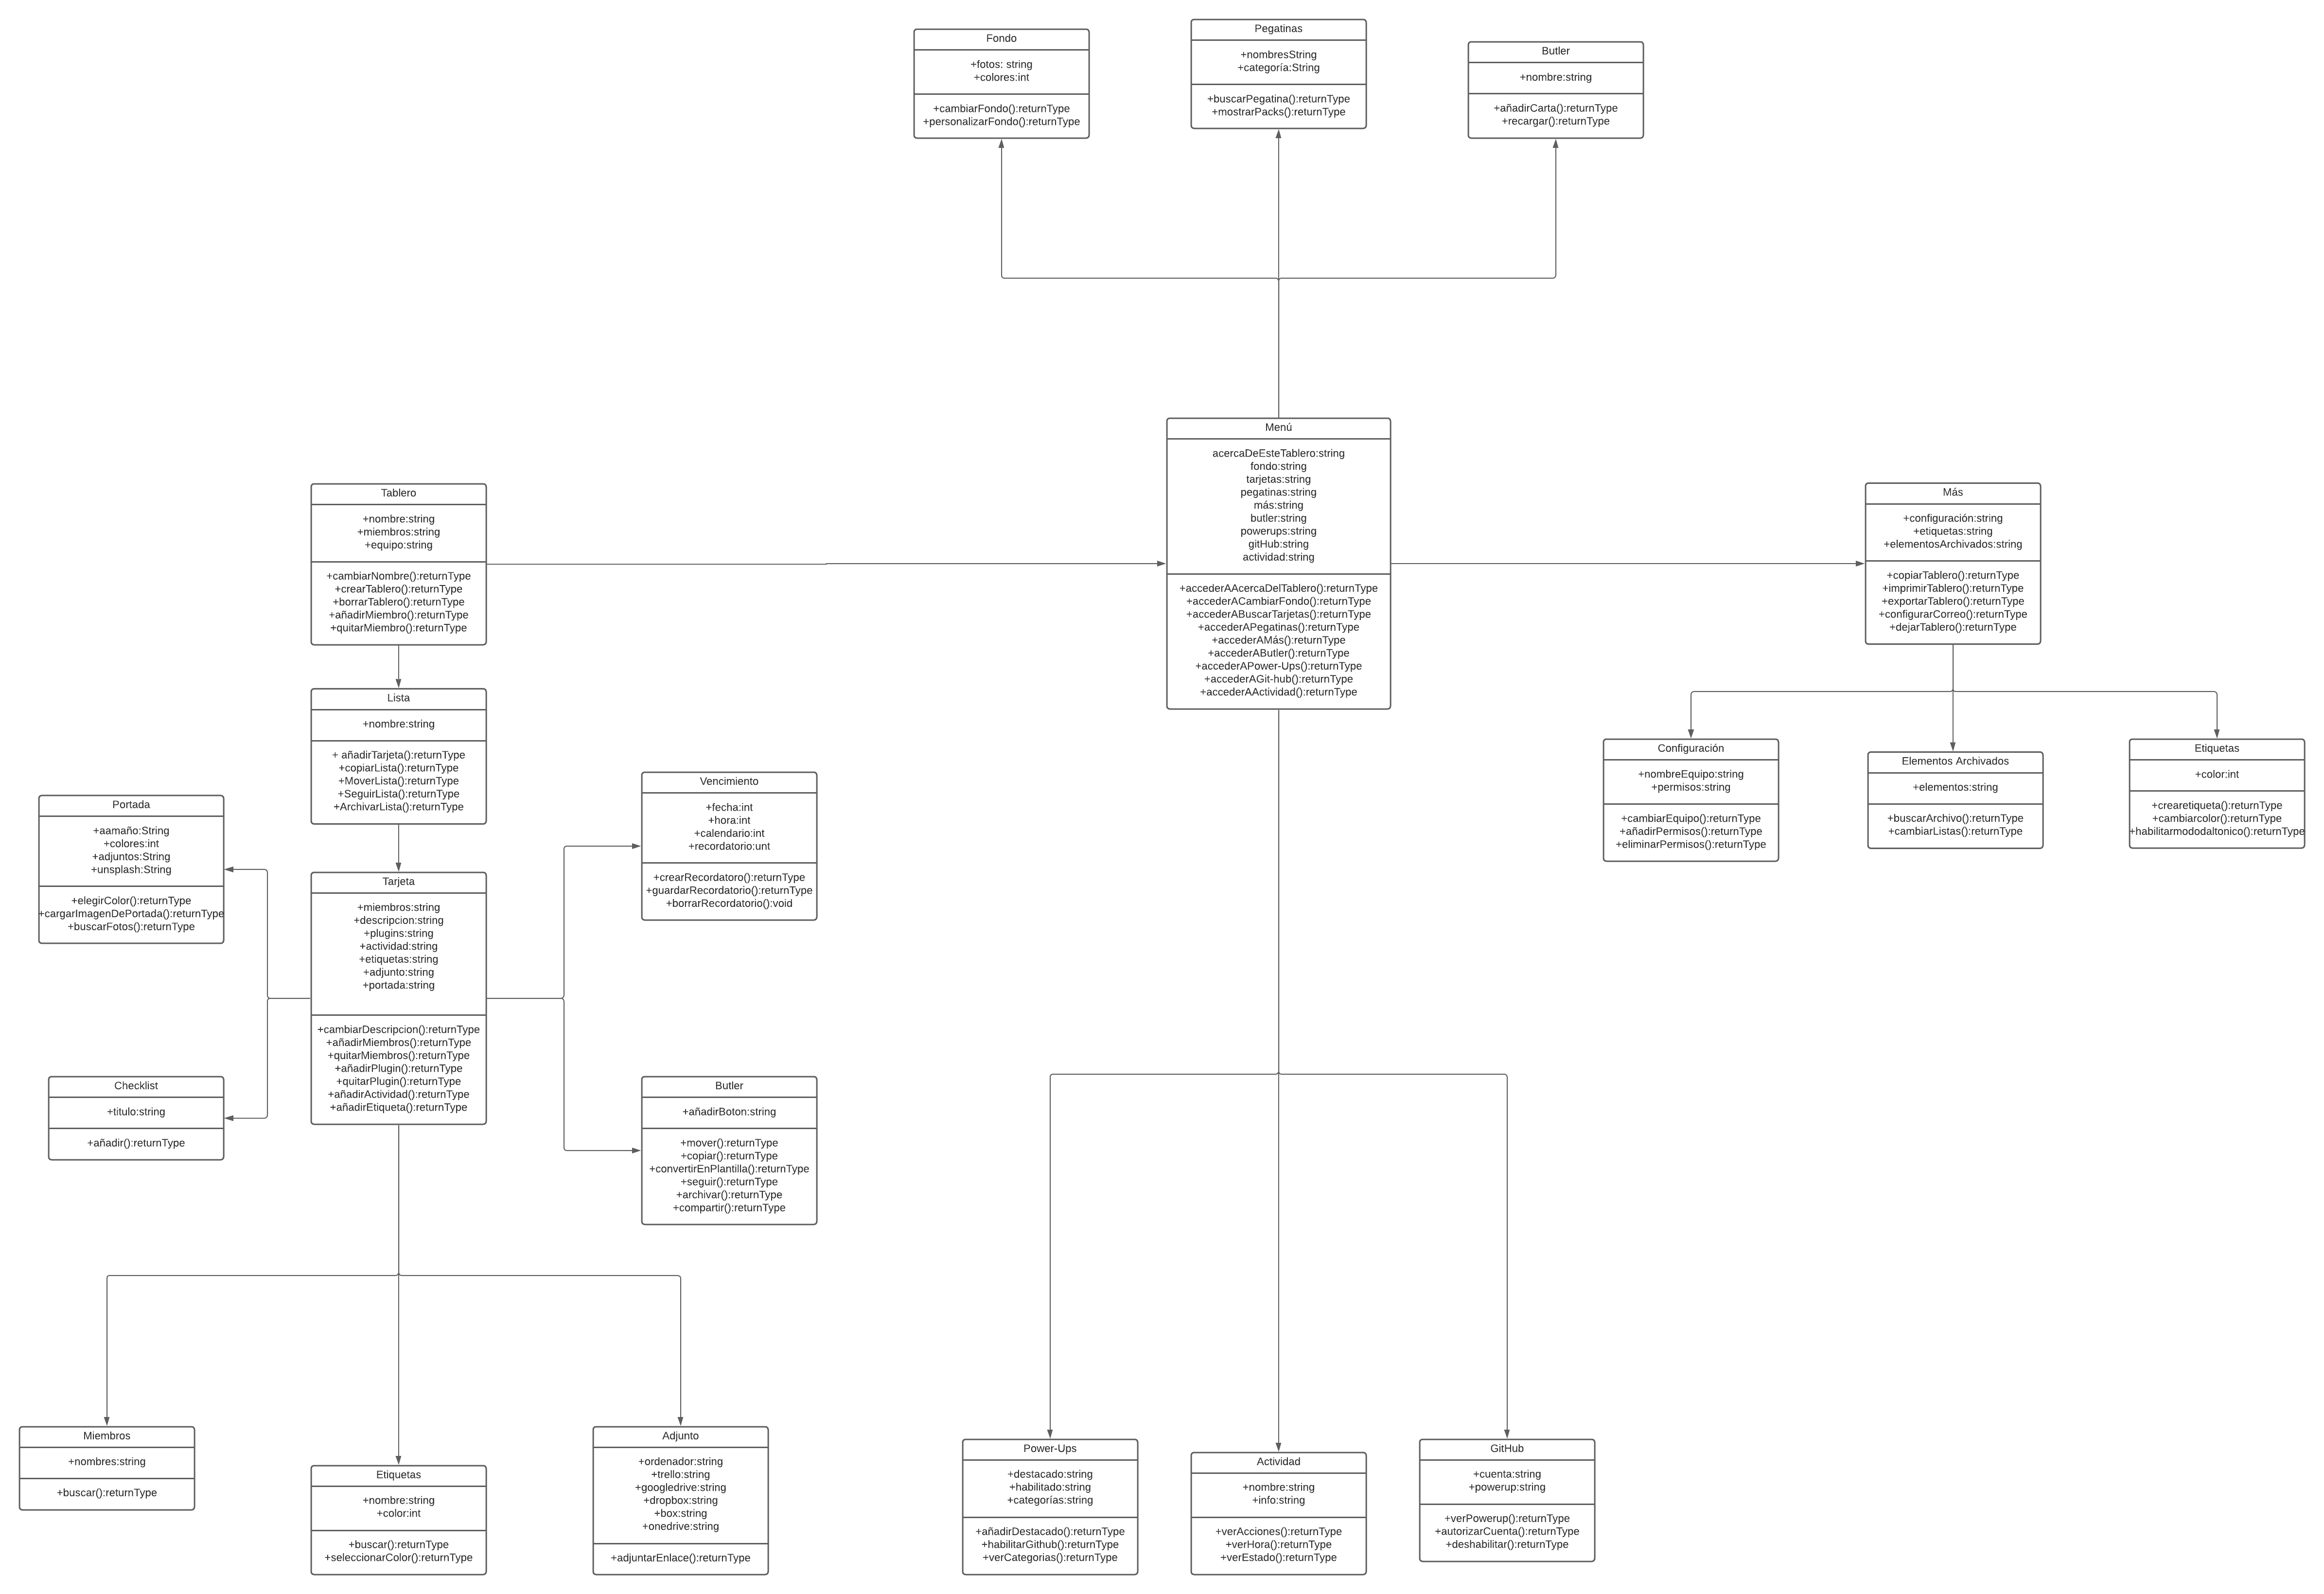 Fondo
+fotos: string
+colores:int
+cambiarFondo():returnType
+personalizarFondo():returnType
Pegatinas
+nombresString
+categoría:String
+buscarPegatina():returnType
+mostrarPacks():returnType
Butler
+nombre:string
+añadirCarta():returnType
+recargar():returnType
Menú
acercaDeEsteTablero:string
fondo:string
tarjetas:string
pegatinas:string
más:string
butler:string
powerups:string
gitHub:string
actividad:string
+accederAAcercaDelTablero():returnType
+accederACambiarFondo():returnType
+accederABuscarTarjetas():returnType
+accederAPegatinas():returnType
+accederAMás():returnType
+accederAButler():returnType
+accederAPower-Ups():returnType
+accederAGit-hub():returnType
+accederAActividad():returnType
Tablero
+nombre:string
+miembros:string
+equipo:string
+cambiarNombre():returnType
+crearTablero():returnType
+borrarTablero():returnType
+añadirMiembro():returnType
+quitarMiembro():returnType
Más
+configuración:string
+etiquetas:string
+elementosArchivados:string
+copiarTablero():returnType
+imprimirTablero():returnType
+exportarTablero():returnType
+configurarCorreo():returnType
+dejarTablero():returnType
Lista
+nombre:string
+ añadirTarjeta():returnType
+copiarLista():returnType
+MoverLista():returnType
+SeguirLista():returnType
+ArchivarLista():returnType
Configuración
+nombreEquipo:string
+permisos:string
+cambiarEquipo():returnType
+añadirPermisos():returnType
+eliminarPermisos():returnType
Elementos Archivados
+elementos:string
+buscarArchivo():returnType
+cambiarListas():returnType
Etiquetas
+color:int
+crearetiqueta():returnType
+cambiarcolor():returnType
+habilitarmododaltonico():returnType
Portada
+aamaño:String
+colores:int
+adjuntos:String
+unsplash:String
+elegirColor():returnType
+cargarImagenDePortada():returnType
+buscarFotos():returnType
Vencimiento
+fecha:int
+hora:int
+calendario:int
+recordatorio:unt
+crearRecordatoro():returnType
+guardarRecordatorio():returnType
+borrarRecordatorio():void
Tarjeta
+miembros:string
+descripcion:string
+plugins:string
+actividad:string
+etiquetas:string
+adjunto:string
+portada:string
+cambiarDescripcion():returnType
+añadirMiembros():returnType
+quitarMiembros():returnType
+añadirPlugin():returnType
+quitarPlugin():returnType
+añadirActividad():returnType
+añadirEtiqueta():returnType
Checklist
+titulo:string
+añadir():returnType
Butler
+añadirBoton:string
+mover():returnType
+copiar():returnType
+convertirEnPlantilla():returnType
+seguir():returnType
+archivar():returnType
+compartir():returnType
Miembros
+nombres:string
+buscar():returnType
Etiquetas
+nombre:string
+color:int
+buscar():returnType
+seleccionarColor():returnType
Adjunto
+ordenador:string
+trello:string
+googledrive:string
+dropbox:string
+box:string
+onedrive:string
+adjuntarEnlace():returnType
Power-Ups
+destacado:string
+habilitado:string
+categorías:string
+añadirDestacado():returnType
+habilitarGithub():returnType
+verCategorias():returnType
Actividad
+nombre:string
+info:string
+verAcciones():returnType
+verHora():returnType
+verEstado():returnType
GitHub
+cuenta:string
+powerup:string
+verPowerup():returnType
+autorizarCuenta():returnType
+deshabilitar():returnType